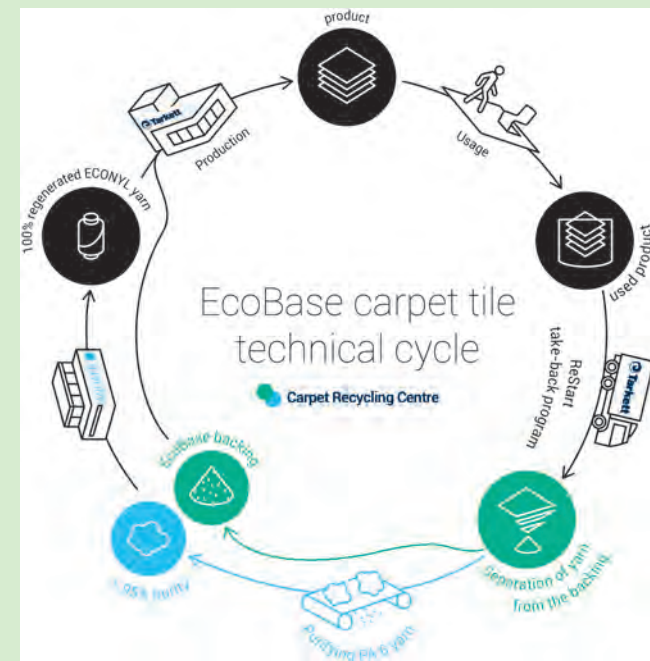 product
Usage
used product
ReStart
take-back program
Tarkett
separation of yarn
from the backing
Purifying PA 6 yarn
95% purity
EcoBase backing
100% regenerated ECONYL yarn
Tarkett
Production
EcoBase carpet tile
technical cycle
Carpet Recycling Centre